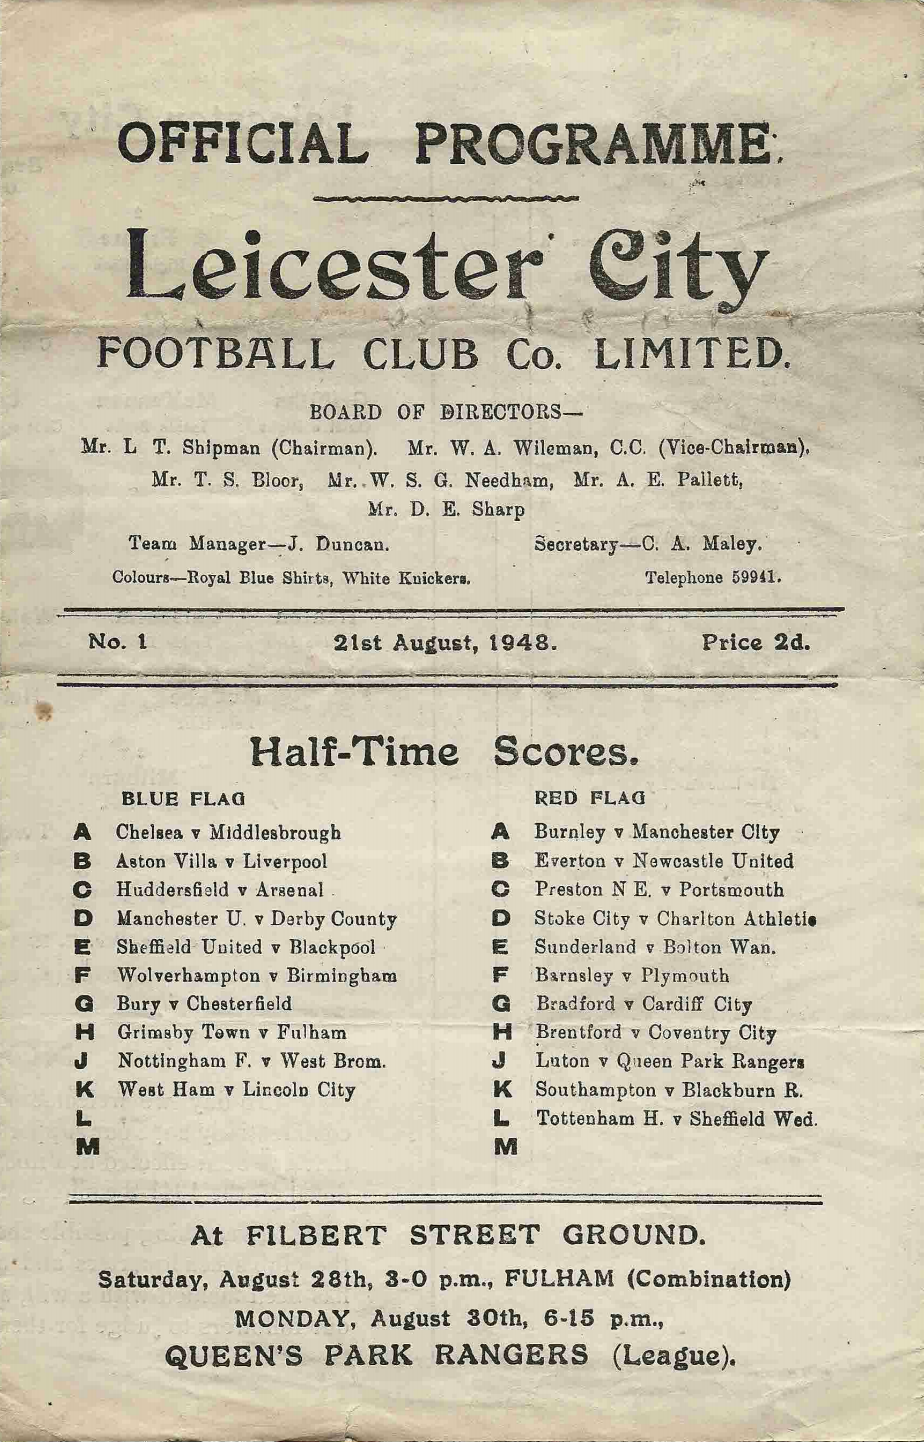 OFFICIAL PROGRAMME.
Leicester City
FOOTBALL CLUB Co. LIMITED.
BOARD OF DIRECTORS—
Mr. L T. Shipman (Chairman). Mr. W. A. Wileman, C.C. (Vice-Chairman),
Mr. T. S. Bloor, Mr. W. S. G. Needham, Mr. A. E. Pallett,
Mr. D. E. Sharp
Team Manager—J. Duncan. Secretary—C. A. Maley.
Colours—Royal Blue Shirts, White Knickers. Telephone 59941.
No. 1 21st August, 1948. Price 2d.
Half-Time Scores.
BLUE FLAG
A Chelsea v Middlesbrough
B Aston Villa v Liverpool
C Huddersfield v Arsenal
D Manchester U. v Derby County
E Sheffield United v Blackpool
F Wolverhampton v Birmingham
G Bury v Chesterfield
H Grimsby Town v Fulham
J Nottingham F. v West Brom.
K West Ham v Lincoln City
L
M
RED FLAG
A Burnley v Manchester City
B Everton v Newcastle United
C Preston N E. v Portsmouth
D Stoke City v Charlton Athletic
E Sunderland v Bolton Wan.
F Barnsley v Plymouth
G Bradford v Cardiff City
H Brentford v Coventry City
J Luton v Queen Park Rangers
K Southampton v Blackburn R.
L Tottenham H. v Sheffield Wed.
M
At FILBERT STREET GROUND.
Saturday, August 28th, 3-0 p.m., FULHAM (Combination)
MONDAY, August 30th, 6-15 p.m.,
QUEEN'S PARK RANGERS (League).